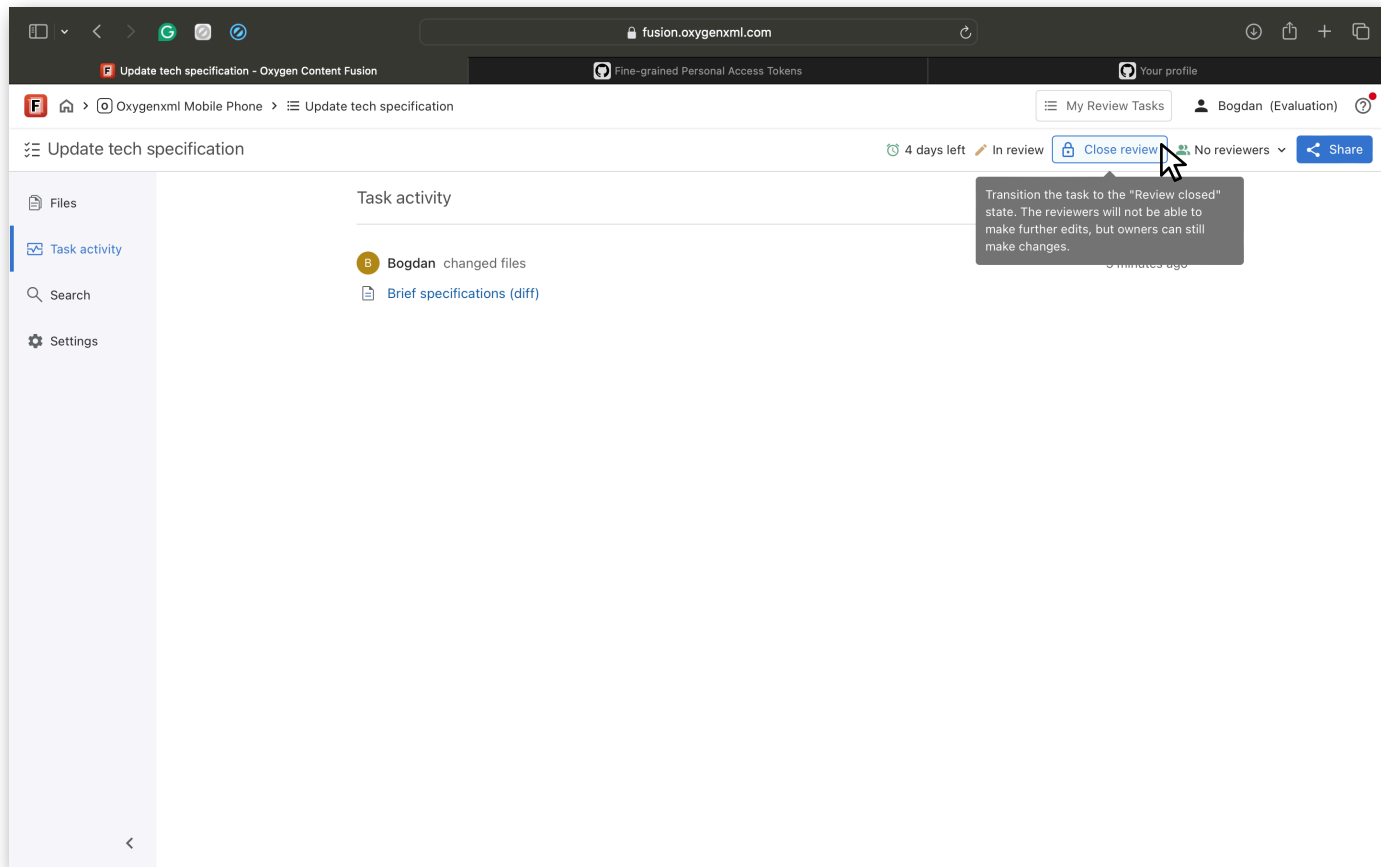 fusion.oxygenxml.com
Update tech specification - Oxygen Content Fusion
Fine-grained Personal Access Tokens
Your profile
Oxygenxml Mobile Phone
Update tech specification
My Review Tasks
Bogdan (Evaluation)
Update tech specification
4 days left
In review
Close review
No reviewers
Share
Files
Task activity
Search
Settings
Task activity
Transition the task to the "Review closed"
state. The reviewers will not be able to
make further edits, but owners can still
make changes.
B
Bogdan changed files
minutes ago
Brief specifications (diff)